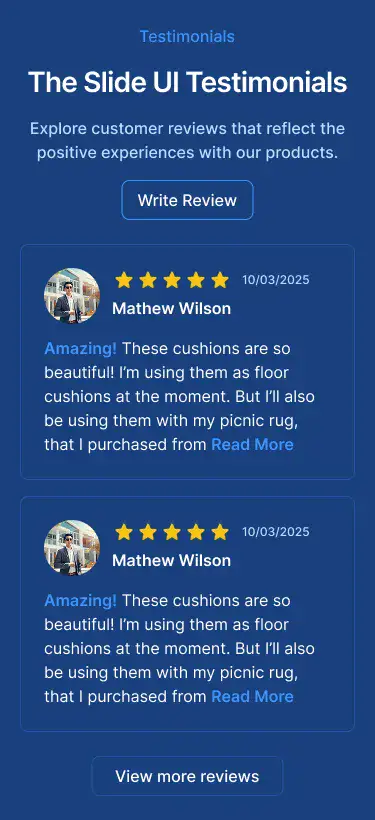 Testimonials
The Slide UI Testimonials
Explore customer reviews that reflect the
positive experiences with our products.
Write Review
10/03/2025
Mathew Wilson
Amazing! These cushions are so
beautiful! I’m using them as floor
cushions at the moment. But I’ll also
be using them with my picnic rug,
that I purchased from Read More
10/03/2025
Mathew Wilson
Amazing! These cushions are so
beautiful! I’m using them as floor
cushions at the moment. But I’ll also
be using them with my picnic rug,
that I purchased from Read More
View more reviews